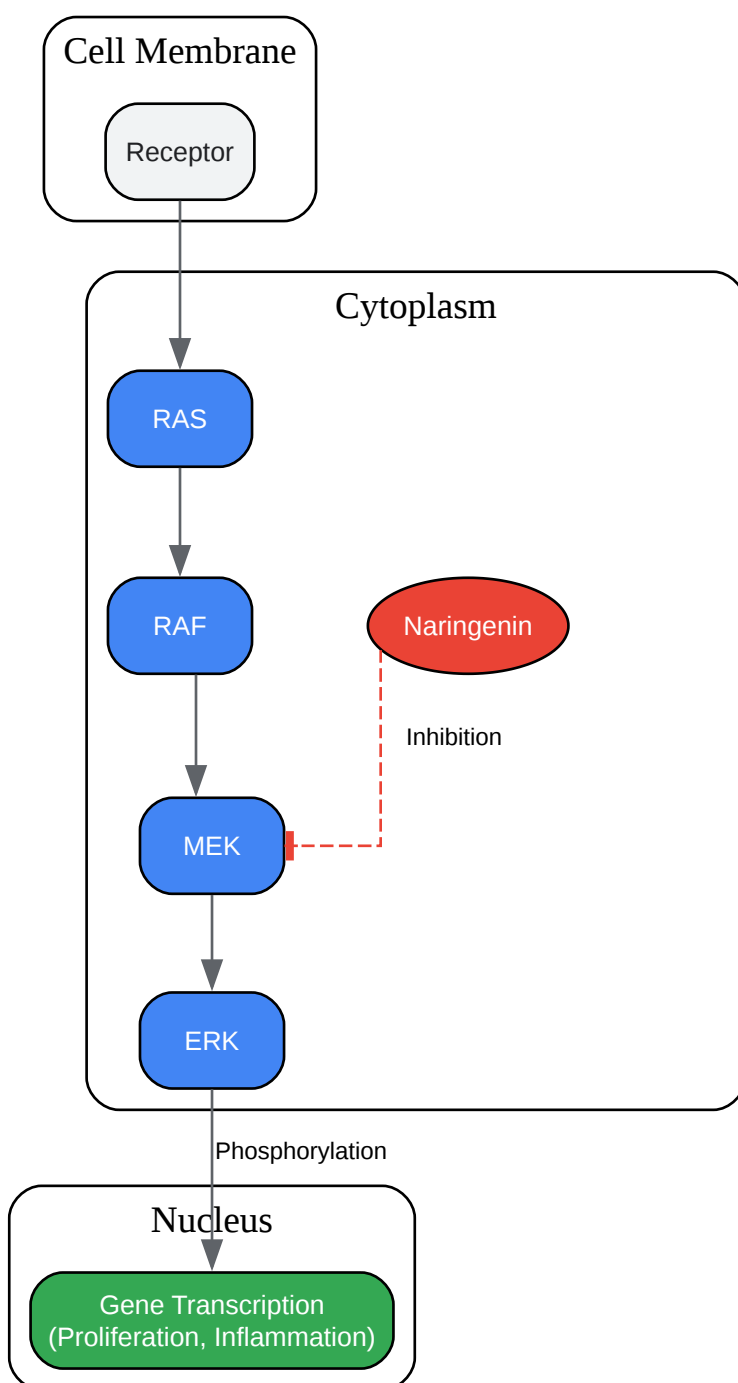 Cell Membrane
Receptor
Cytoplasm
RAS
RAF
Naringenin
Inhibition
MEK
ERK
Phosphorylation
Nucleus
Gene Transcription
(Proliferation, Inflammation)